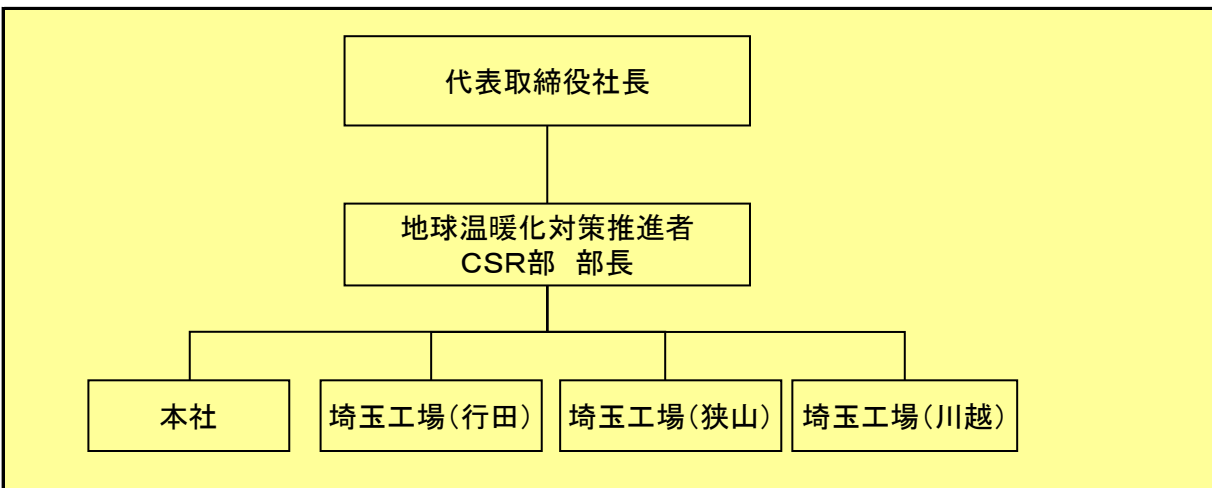 代表取締役社長
地球温暖化対策推進者
CSR部　部長
本社
埼玉工場(行田)
埼玉工場(狭山)
埼玉工場(川越)